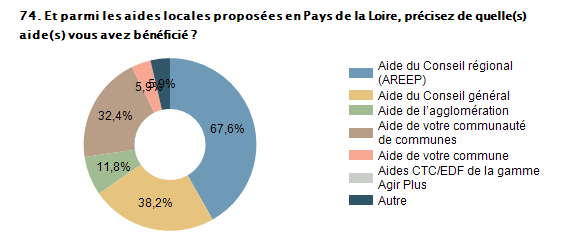 74. Et parmi les aides locales proposées en Pays de la Loire, précisez de quelle(s)
aide(s) vous avez bénéficié ?
5,9%
5,9%
67,6%
32,4%
11,8%
38,2%
Aide du Conseil régional
(AREEP)
Aide du Conseil général
Aide de l'agglomération
Aide de votre communauté
de communes
Aide de votre commune
Aides CTC/EDF de la gamme
Agir Plus
Autre